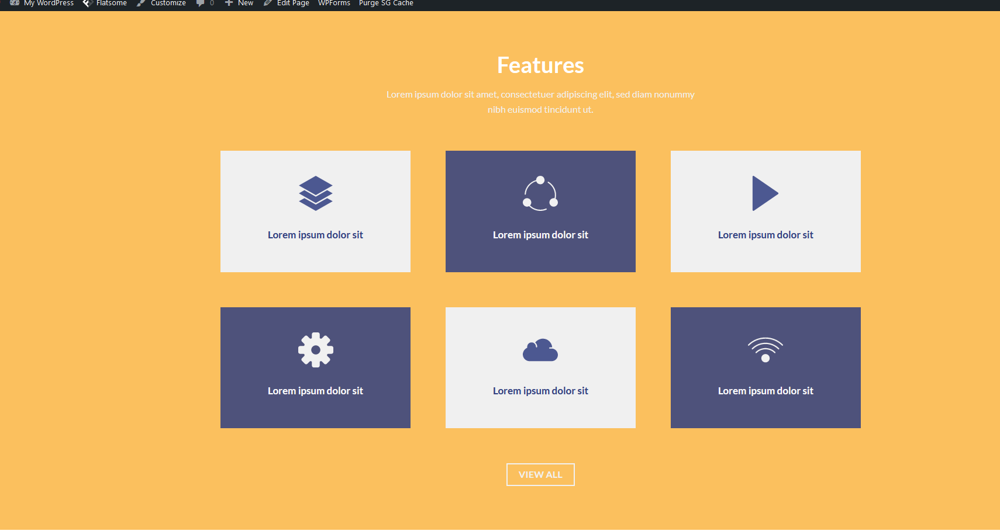 My WordPress Flatsome Customize 0 New Edit Page WPForms Purge SG Cache
Features
Lorem ipsum dolor sit amet, consectetuer adipiscing elit, sed diam nonummy
nibh euismod tincidunt ut.
Lorem ipsum dolor sit
Lorem ipsum dolor sit
Lorem ipsum dolor sit
Lorem ipsum dolor sit
Lorem ipsum dolor sit
Lorem ipsum dolor sit
VIEW ALL